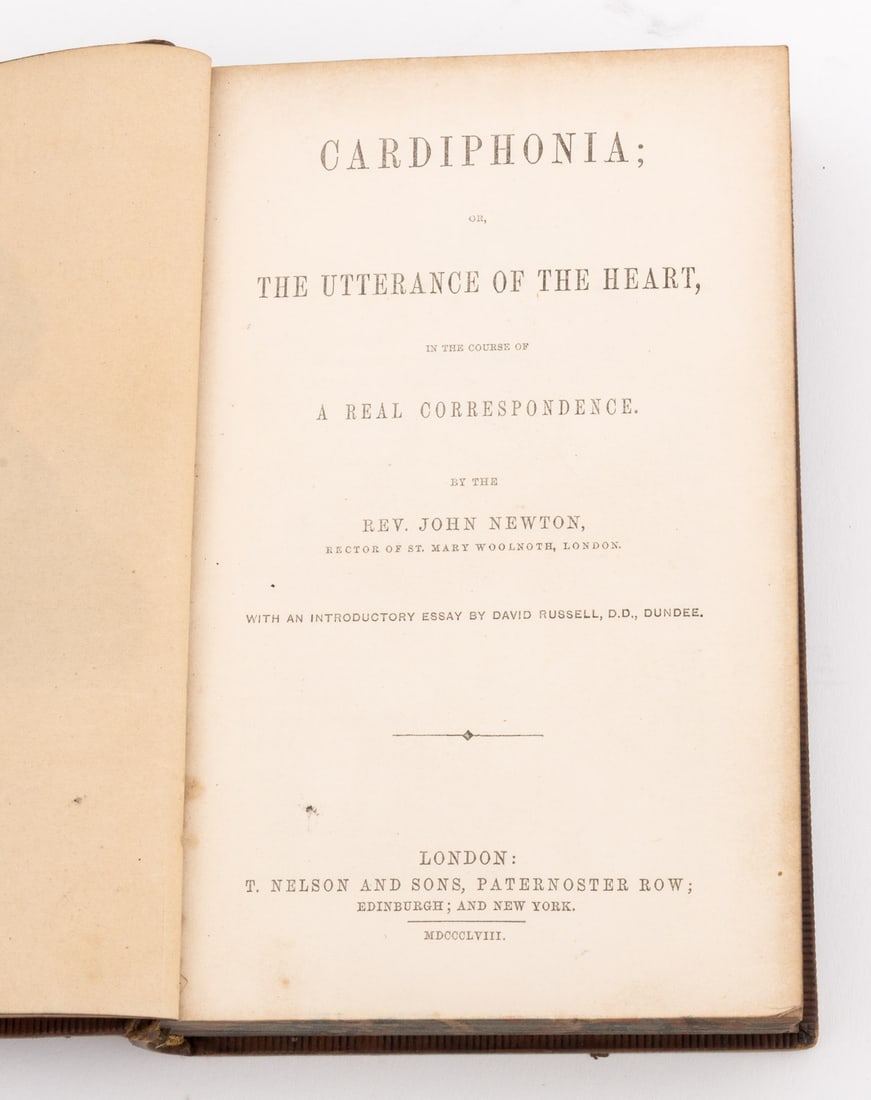 CARDIPHONIA;
OR,
THE UTTERANCE OF THE HEART,
IN THE COURSE OF
A REAL CORRESPONDENCE.
BY THE
REV. JOHN NEWTON,
RECTOR OF ST. MARY WOOLNOTH, LONDON.
WITH AN INTRODUCTORY ESSAY BY DAVID RUSSELL, D.D., DUNDEE.
LONDON:
T. NELSON AND SONS, PATERNOSTER ROW;
EDINBURGH; AND NEW YORK.
MDCCCLVIII.